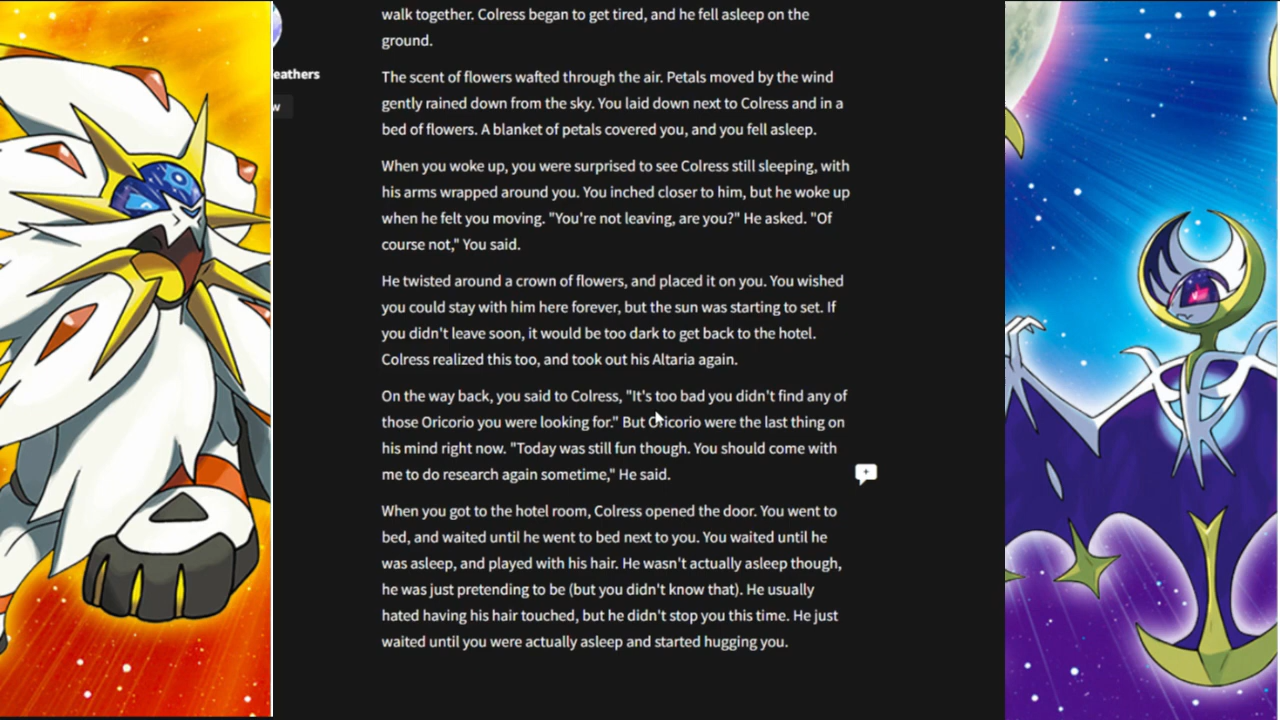 walk together. Colress began to get tired, and he fell asleep on the
ground.
eathers
w
The scent of flowers wafted through the air. Petals moved by the wind
gently rained down from the sky. You laid down next to Colress and in a
bed of flowers. A blanket of petals covered you, and you fell asleep.
When you woke up, you were surprised to see Colress still sleeping, with
his arms wrapped around you. You inched closer to him, but he woke up
when he felt you moving. "You're not leaving, are you?" He asked. "Of
course not," You said.
He twisted around a crown of flowers, and placed it on you. You wished
you could stay with him here forever, but the sun was starting to set. If
you didn't leave soon, it would be too dark to get back to the hotel.
Colress realized this too, and took out his Altaria again.
On the way back, you said to Colress, "It's too bad you didn't find any of
those Oricorio you were looking for." But Oricorio were the last thing on
his mind right now. "Today was still fun though. You should come with
me to do research again sometime," He said.
When you got to the hotel room, Colress opened the door. You went to
bed, and waited until he went to bed next to you. You waited until he
was asleep, and played with his hair. He wasn't actually asleep though,
he was just pretending to be (but you didn't know that). He usually
hated having his hair touched, but he didn't stop you this time. He just
waited until you were actually asleep and started hugging you.